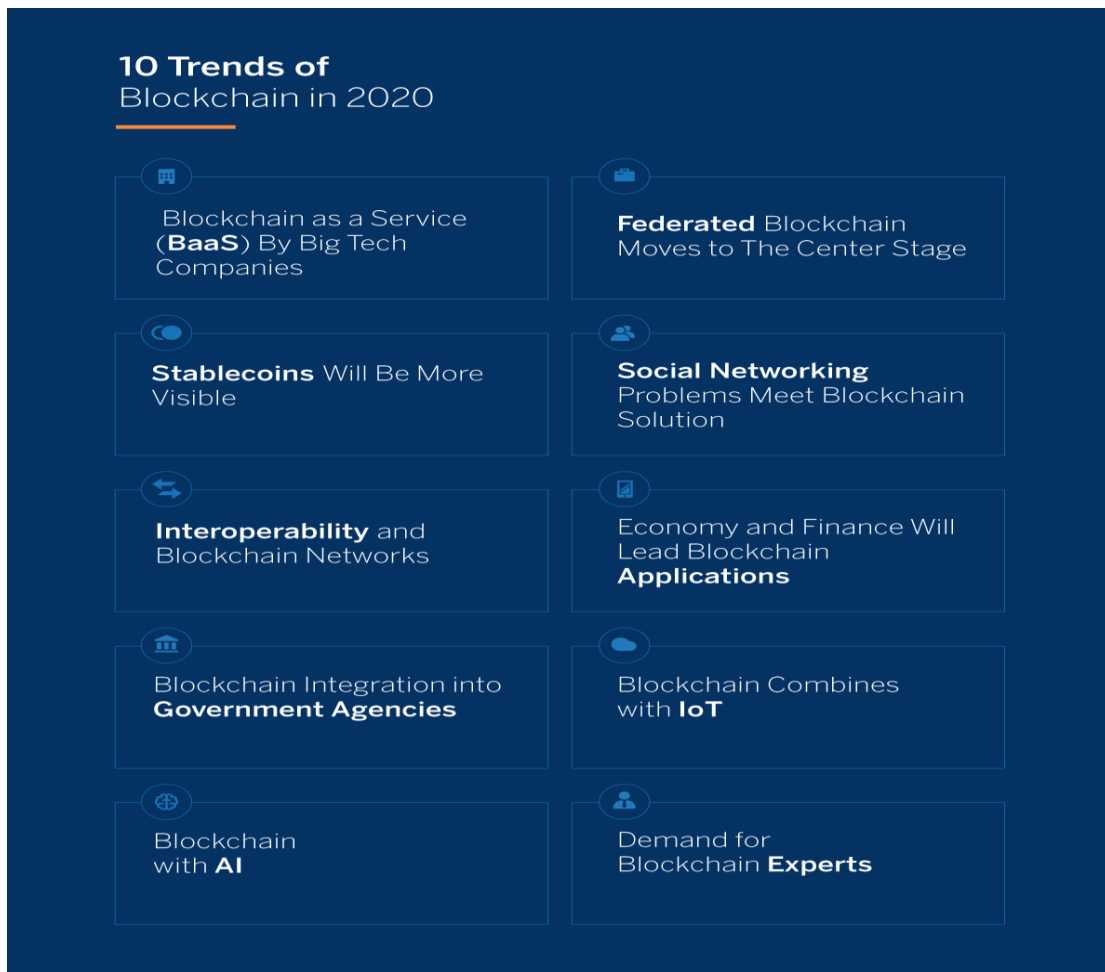 10 Trends of
Blockchain in 2020
Blockchain as a Service
(BaaS) By Big Tech
Companies
Federated Blockchain
Moves to The Center Stage
Stablecoins Will Be More
Visible
Social Networking
Problems Meet Blockchain
Solution
Interoperability and
Blockchain Networks
Economy and Finance Will
Lead Blockchain
Applications
Blockchain Integration into
Government Agencies
Blockchain Combines
with IoT
Blockchain
with AI
Demand for
Blockchain Experts